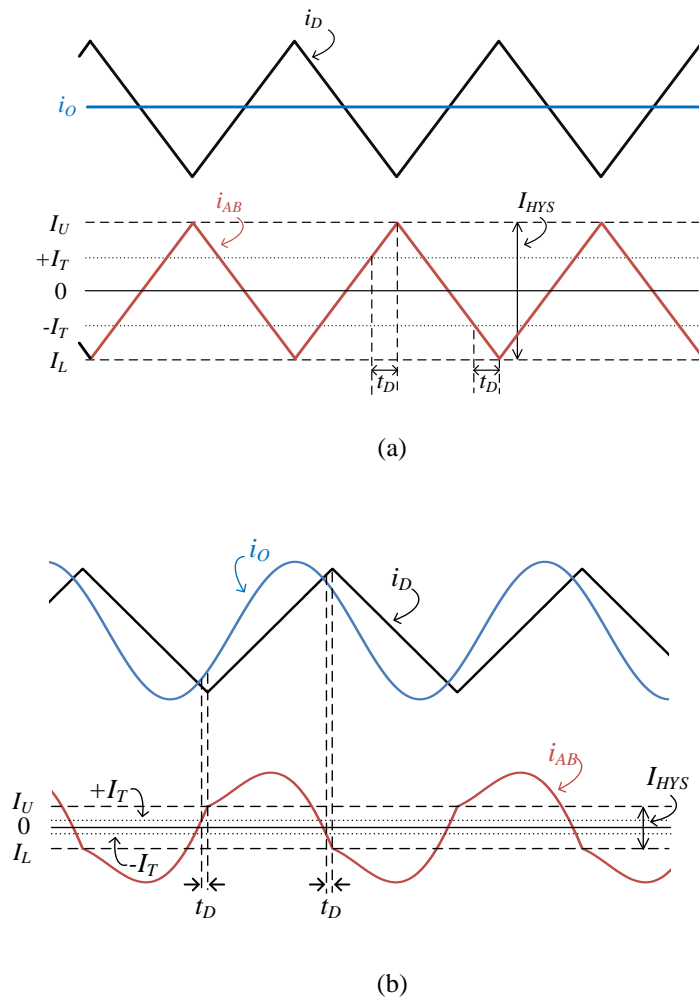 i_D
i_O
i_AB
I_HYS
I_U
+I_T
0
-I_T
I_L
t_D t_D
(a)
i_O
i_D
i_AB
I_HYS
+I_T
I_U
0
I_L
-I_T
t_D t_D
(b)